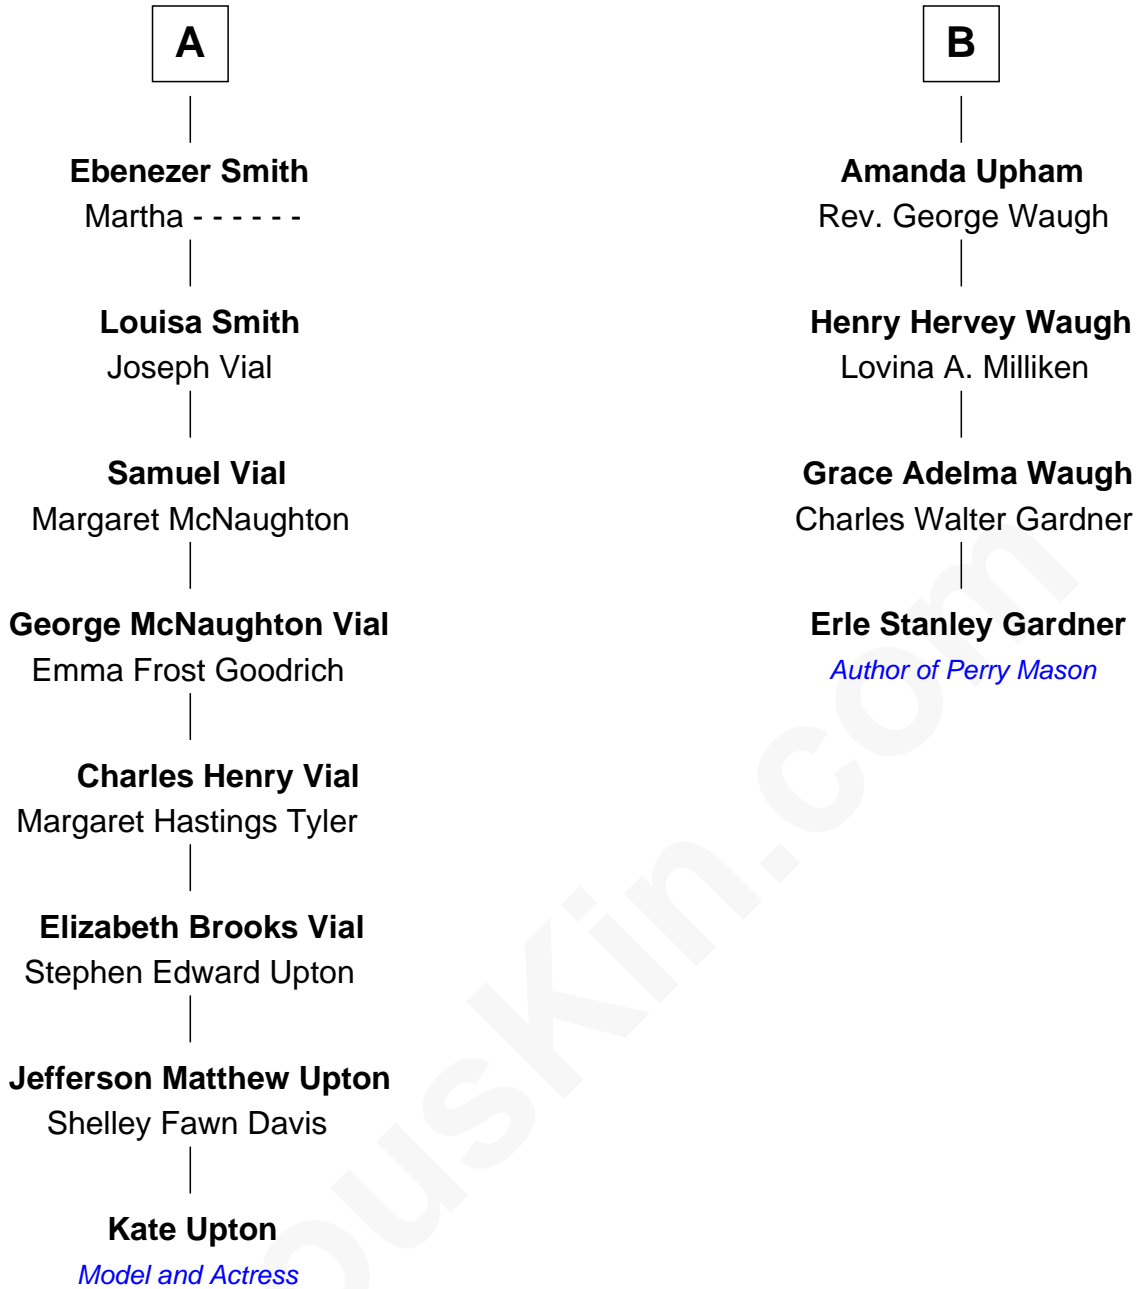 A
Ebenezer Smith
Martha - - - - - -
Louisa Smith
Joseph Vial
Samuel Vial
Margaret McNaughton
George McNaughton Vial
Emma Frost Goodrich
Charles Henry Vial
Margaret Hastings Tyler
Elizabeth Brooks Vial
Stephen Edward Upton
Jefferson Matthew Upton
Shelley Fawn Davis
Kate Upton
Model and Actress
B
Amanda Upham
Rev. George Waugh
Henry Hervey Waugh
Lovina A. Milliken
Grace Adelma Waugh
Charles Walter Gardner
Erle Stanley Gardner
Author of Perry Mason
ousKin.com